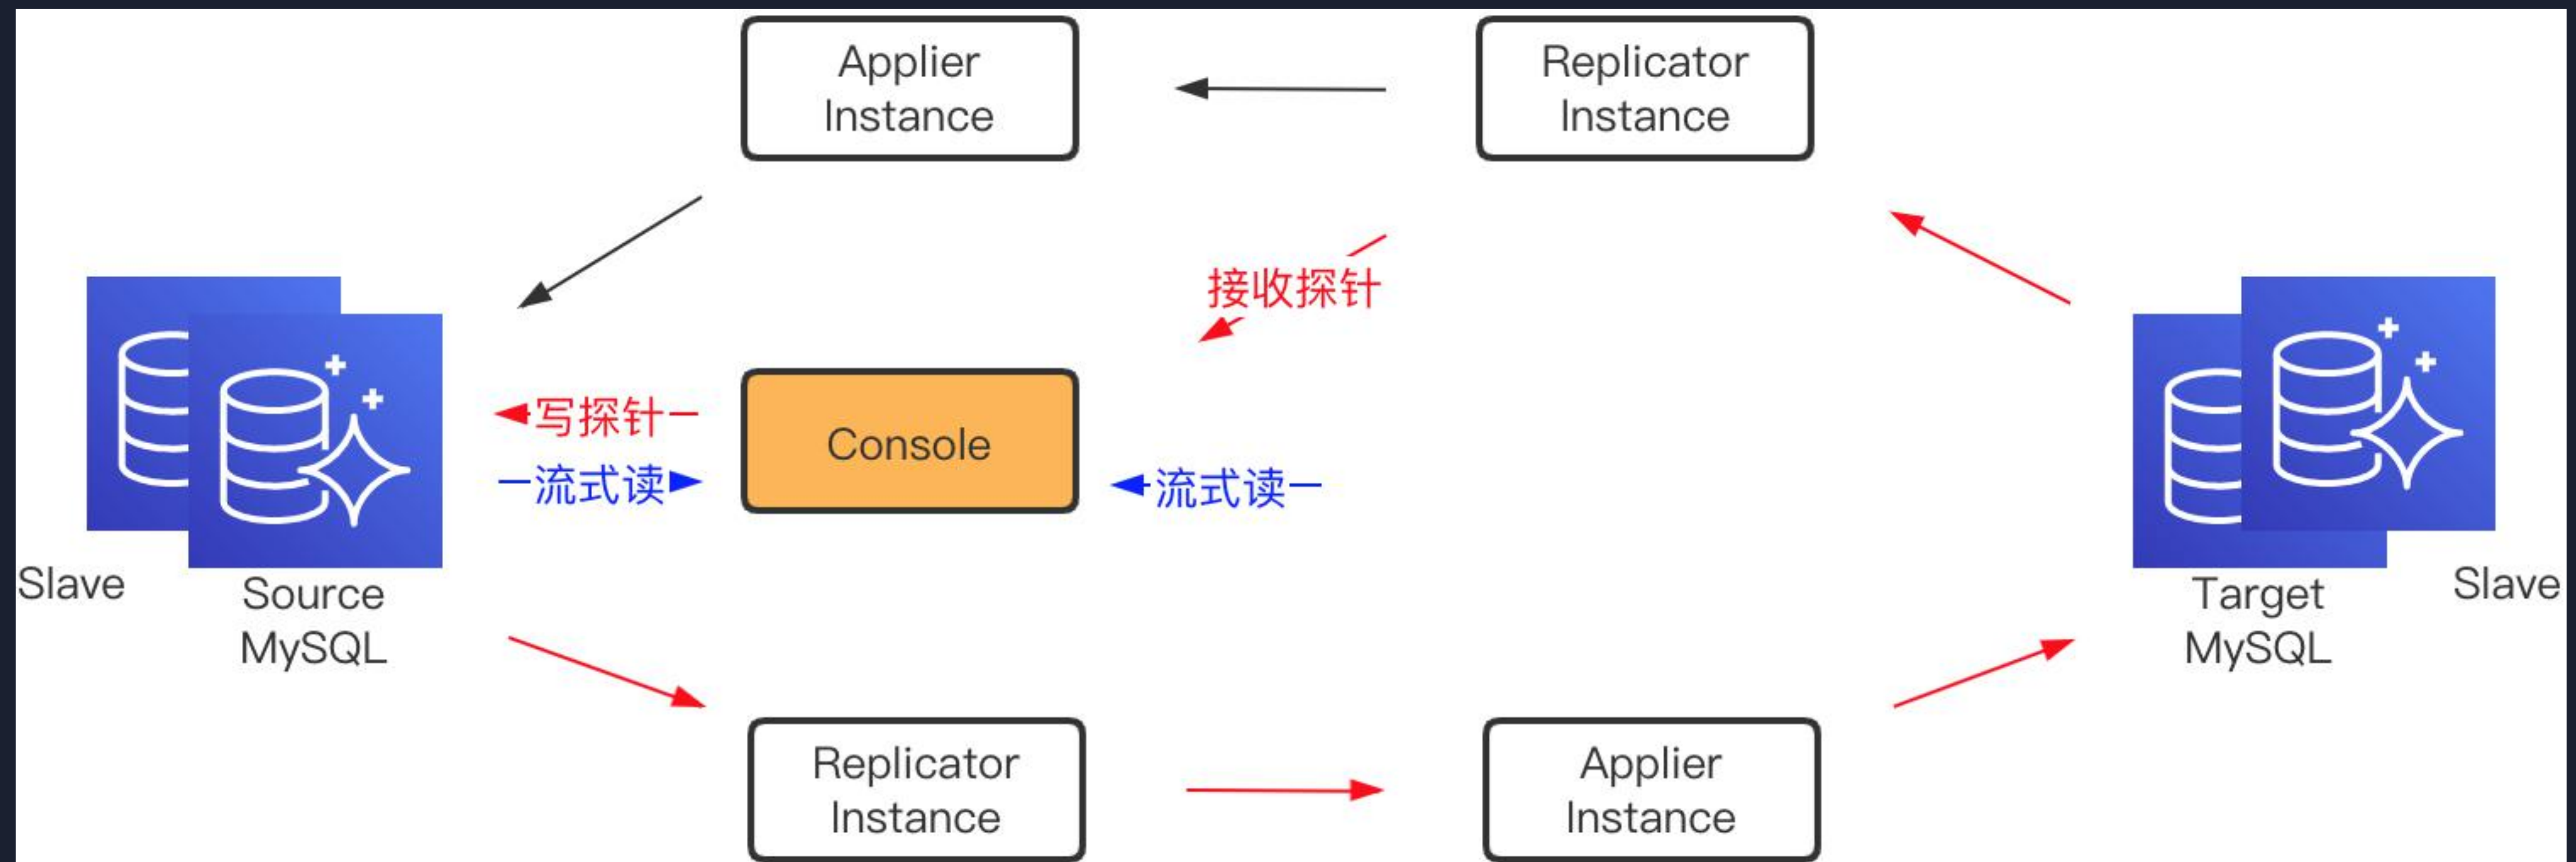 Applier
Instance
Replicator
Instance
接收探针
写探针
Console
流式读
流式读
Slave
Source
MySQL
Target
MySQL
Slave
Replicator
Instance
Applier
Instance